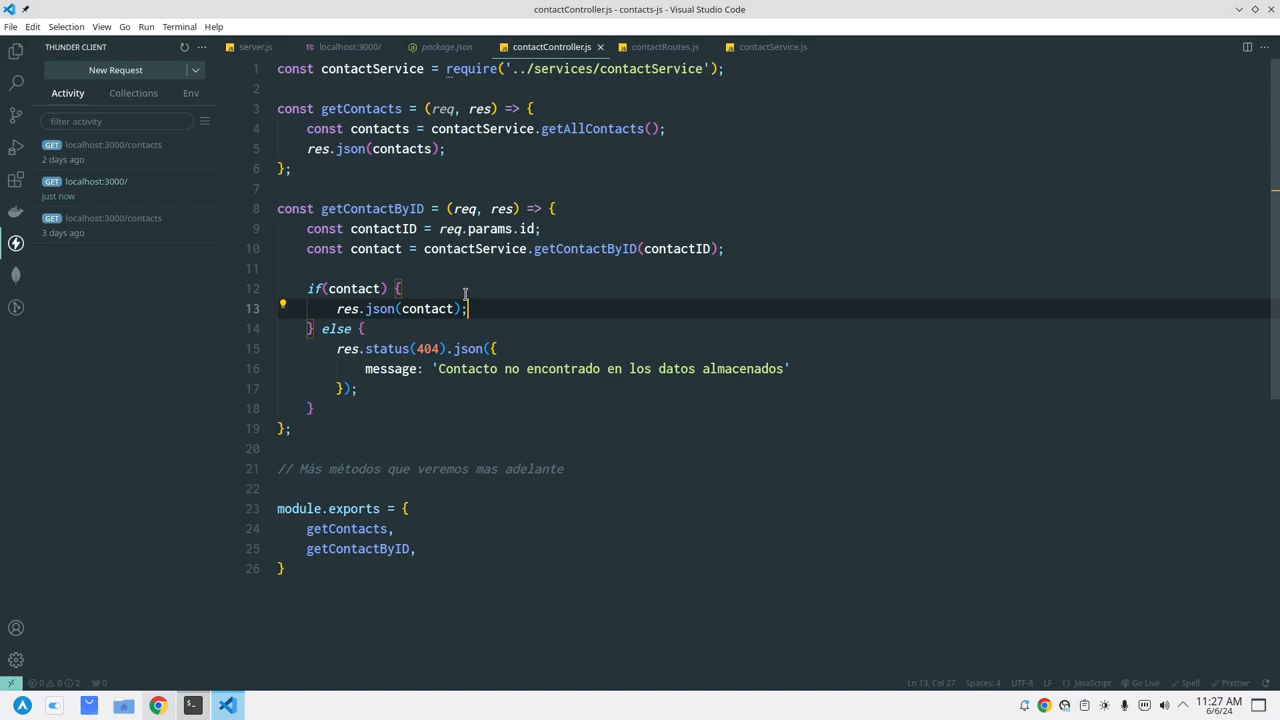 contactController.js - contacts-js - Visual Studio Code
File Edit Selection View Go Run Terminal Help
THUNDER CLIENT
New Request
Activity Collections Env
filter activity
GET localhost:3000/contacts
2 days ago
GET localhost:3000/
just now
GET localhost:3000/contacts
3 days ago
server.js localhost:3000/ package.json contactController.js contactRoutes.js contactService.js
1 const contactService = require('../services/contactService');
2
3 const getContacts = (req, res) => {
4 const contacts = contactService.getAllContacts();
5 res.json(contacts);
6 };
7
8 const getContactByID = (req, res) => {
9 const contactID = req.params.id;
10 const contact = contactService.getContactByID(contactID);
11
12 if(contact) {
13 res.json(contact);
14 } else {
15 res.status(404).json({
16 message: 'Contacto no encontrado en los datos almacenados'
17 });
18 }
19 };
20
21 // Más métodos que veremos mas adelante
22
23 module.exports = {
24 getContacts,
25 getContactByID,
26 }
0 0 2 0 Ln 13, Col 27 Spaces: 4 UTF-8 LF {} JavaScript Go Live Spell Prettier
11:27 AM
6/6/24